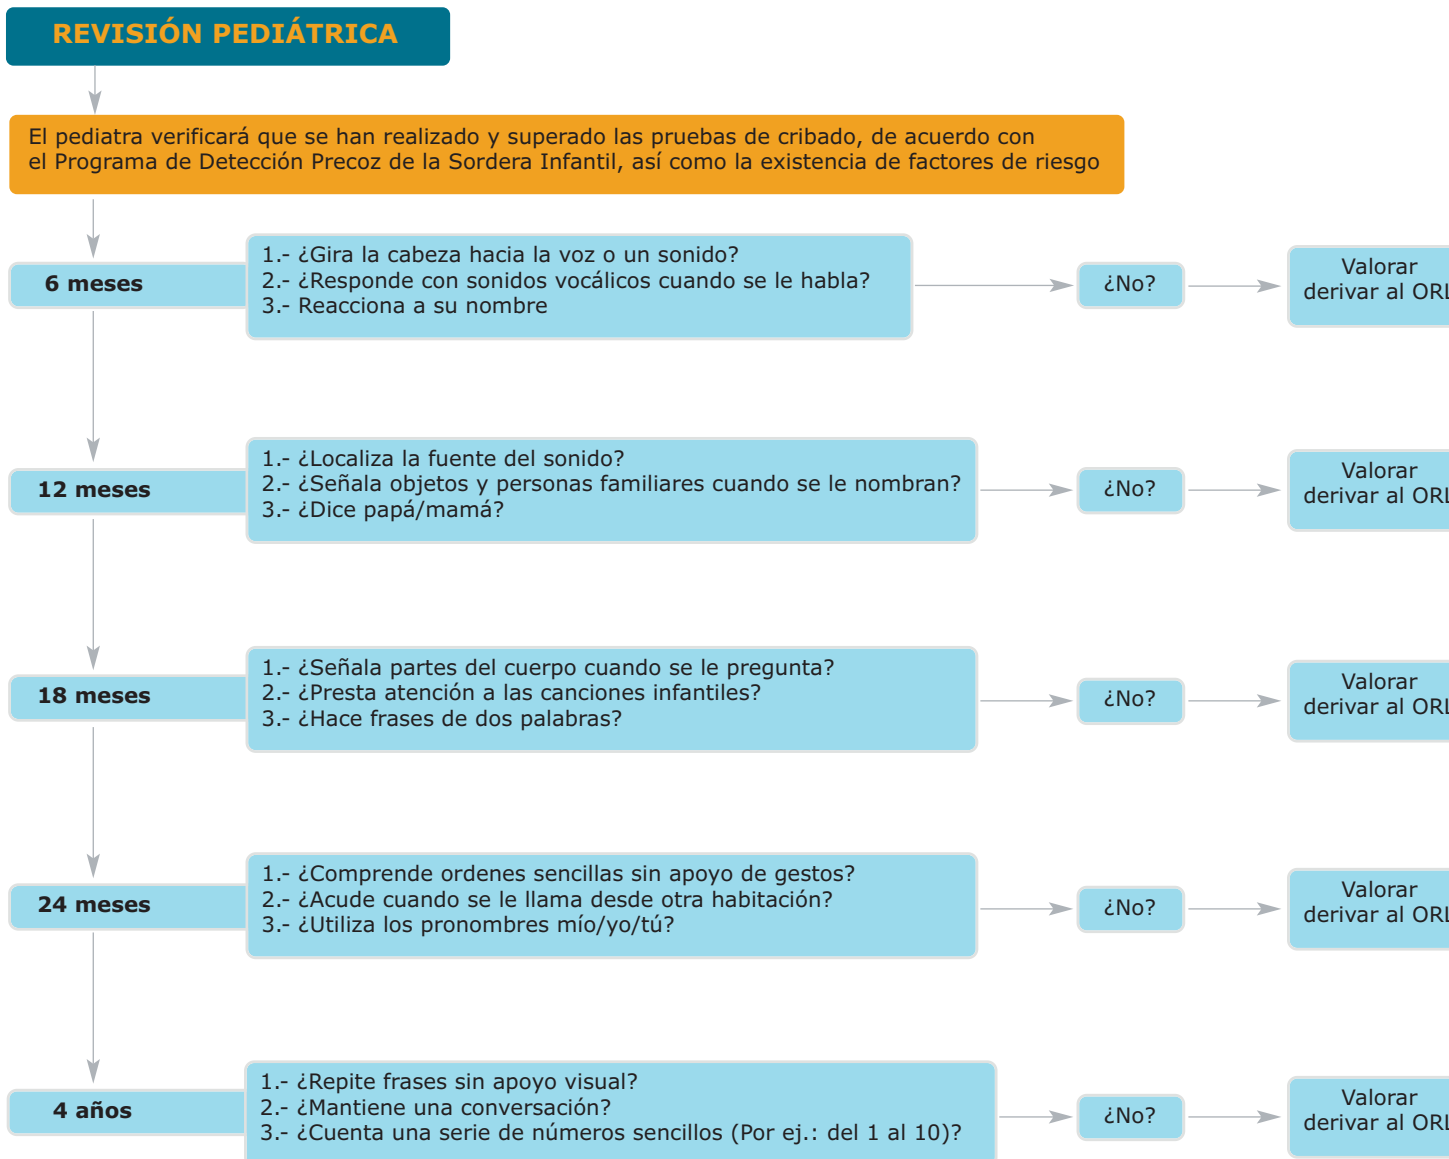 REVISIÓN PEDIÁTRICA
El pediatra verificará que se han realizado y superado las pruebas de cribado, de acuerdo con
el Programa de Detección Precoz de la Sordera Infantil, así como la existencia de factores de riesgo
6 meses
1.- ¿Gira la cabeza hacia la voz o un sonido?
2.- ¿Responde con sonidos vocálicos cuando se le habla?
3.- Reacciona a su nombre
¿No?
Valorar
derivar al ORL
12 meses
1.- ¿Localiza la fuente del sonido?
2.- ¿Señala objetos y personas familiares cuando se le nombran?
3.- ¿Dice papá/mamá?
¿No?
Valorar
derivar al ORL
18 meses
1.- ¿Señala partes del cuerpo cuando se le pregunta?
2.- ¿Presta atención a las canciones infantiles?
3.- ¿Hace frases de dos palabras?
¿No?
Valorar
derivar al ORL
24 meses
1.- ¿Comprende ordenes sencillas sin apoyo de gestos?
2.- ¿Acude cuando se le llama desde otra habitación?
3.- ¿Utiliza los pronombres mío/yo/tú?
¿No?
Valorar
derivar al ORL
4 años
1.- ¿Repite frases sin apoyo visual?
2.- ¿Mantiene una conversación?
3.- ¿Cuenta una serie de números sencillos (Por ej.: del 1 al 10)?
¿No?
Valorar
derivar al ORL